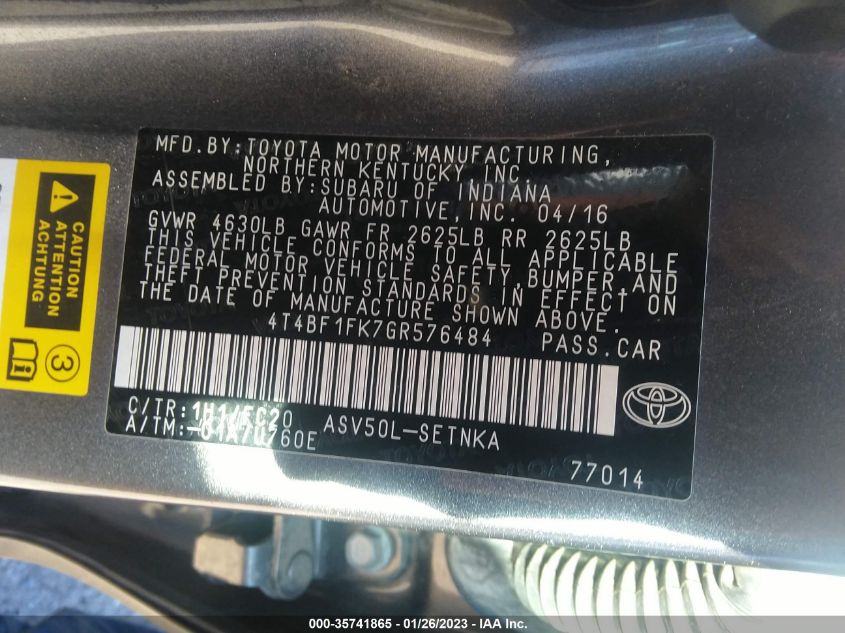 MFD.BY:TOYOTA MOTOR MANUFACTURING,
NORTHERN KENTUCKY, INC.
ASSEMBLED BY:SUBARU OF INDIANA
AUTOMOTIVE,INC. 04/16
GVWR 4630LB GAWR FR 2625LB RR 2625LB
THIS VEHICLE CONFORMS TO ALL APPLICABLE
FEDERAL MOTOR VEHICLE SAFETY,BUMPER,AND
THEFT PREVENTION STANDARDS IN EFFECT ON
THE DATE OF MANUFACTURE SHOWN ABOVE.
4T4BF1FK7GR576484 PASS.CAR
C/TR:1H1/FC20
A/TM:-01A/U760E
ASV50L-SETNKA
77014
CAUTION
ATTENTION
ACHTUNG
3
000-35741865 - 01/26/2023 - IAA Inc.